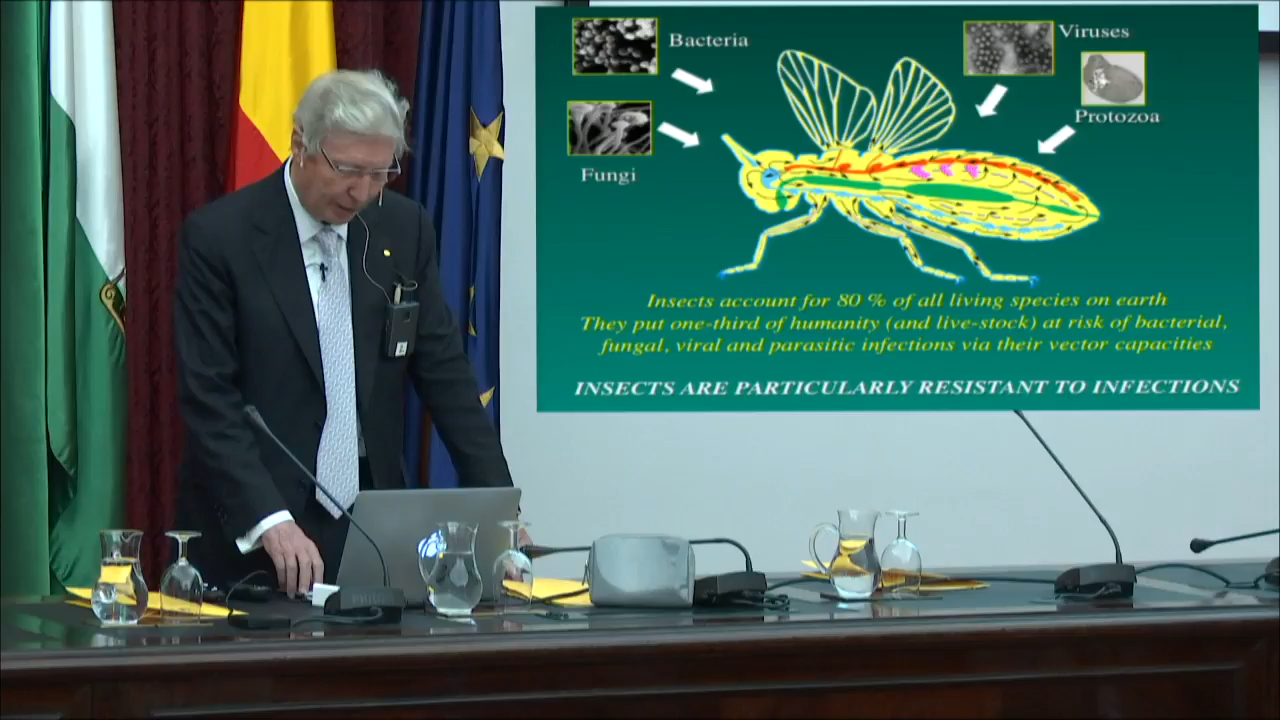 Bacteria
Viruses
Protozoa
Fungi
Insects account for 80 % of all living species on earth
They put one-third of humanity (and live-stock) at risk of bacterial,
fungal, viral and parasitic infections via their vector capacities
INSECTS ARE PARTICULARLY RESISTANT TO INFECTIONS